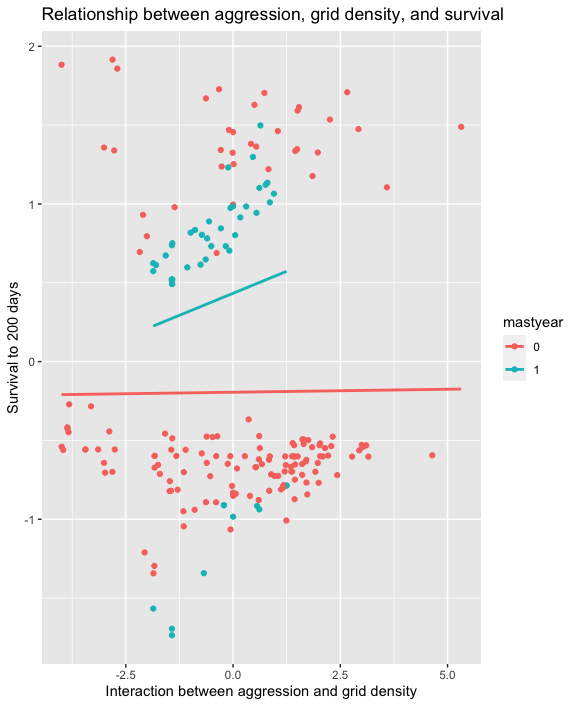 Relationship between aggression, grid density, and survival
2
1
0
-1
Survival to 200 days
-2.5 0.0 2.5 5.0
Interaction between aggression and grid density
mastyear
0
1